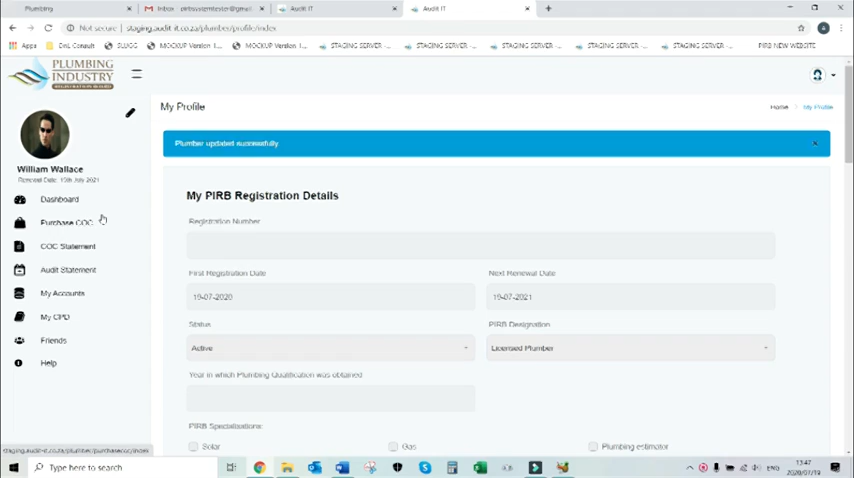 Plumbing
Inbox - pirbsystemtester@gmail
Audit IT
Audit IT
Not secure
staging.audit-it.co.za/plumber/profile/index
Apps
SLUGG
MOCKUP Version 1...
MOCKUP Version 1...
STAGING SERVER -...
STAGING SERVER -...
STAGING SERVER -...
STAGING SERVER -...
STAGING SERVER -...
PIRB NEW WEBSITE
PLUMBING
INDUSTRY
REGISTRATION BOARD
My Profile
Home > My Profile
Plumber updated successfully.
William Wallace
Renewal Date: 19th July 2021
Dashboard
Purchase COC
COC Statement
Audit Statement
My Accounts
My CPD
Friends
Help
My PIRB Registration Details
Registration Number
First Registration Date
Next Renewal Date
19-07-2020
19-07-2021
Status
PIRB Designation
Active
Licensed Plumber
Year in which Plumbing Qualification was obtained
PIRB Specialisations:
Solar
Gas
Plumbing estimator
staging.audit-it.co.za/plumber/purchasecoc/index
Type here to search
ENG
13:47
2020/07/19